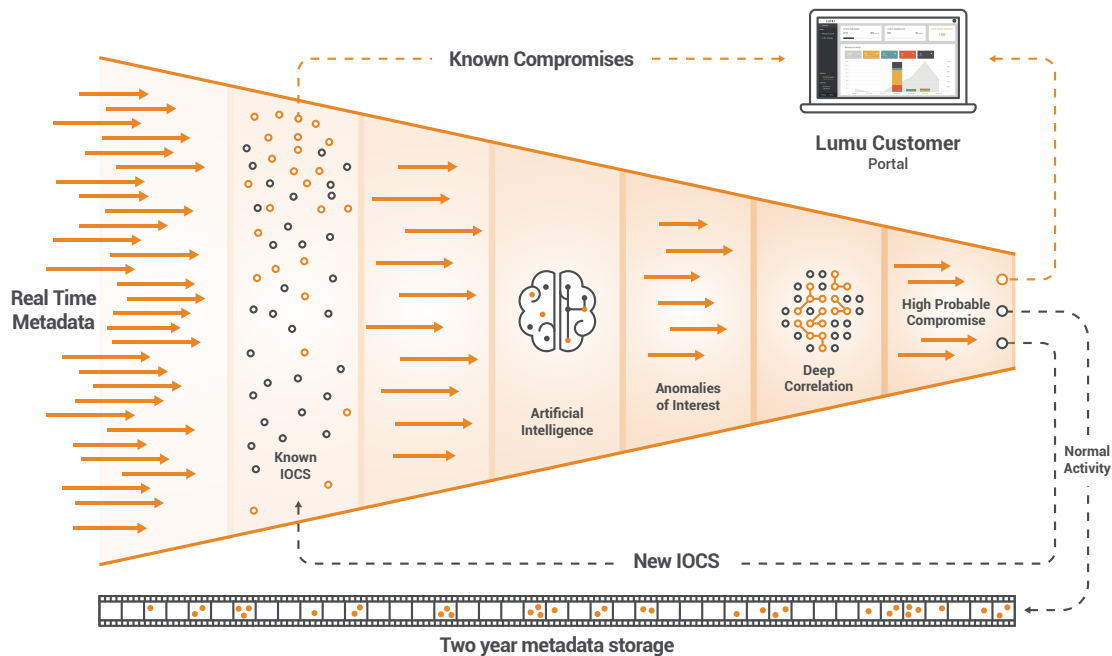 Known Compromises
LUMU
Lumu Customer
Portal
Real Time
Metadata
High Probable
Compromise
Deep
Correlation
Anomalies
of Interest
Artificial
Intelligence
Known
IOCS
Normal
Activity
New IOCS
Two year metadata storage